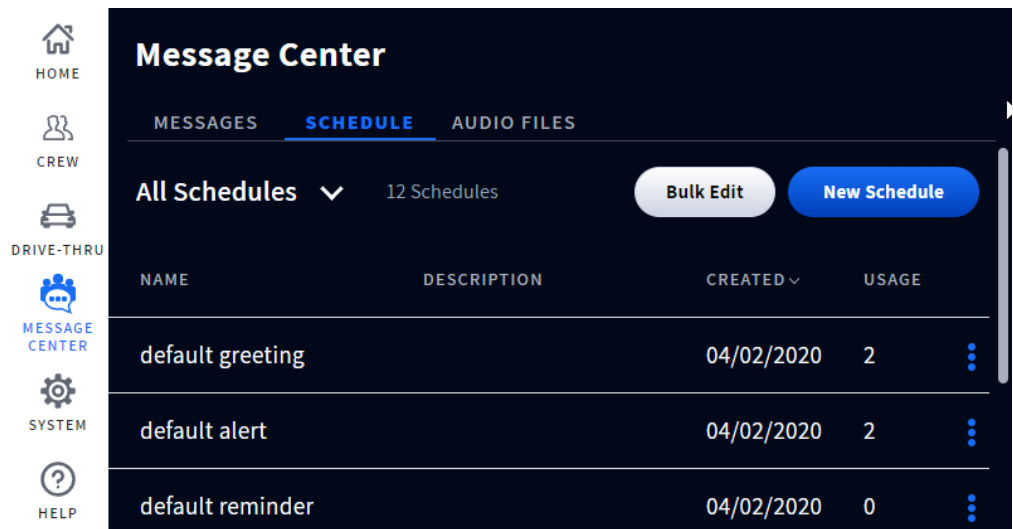 HOME
CREW
DRIVE-THRU
MESSAGE
CENTER
SYSTEM
HELP
Message Center
MESSAGES SCHEDULE AUDIO FILES
All Schedules 12 Schedules Bulk Edit New Schedule
NAME DESCRIPTION CREATED USAGE
default greeting 04/02/2020 2
default alert 04/02/2020 2
default reminder 04/02/2020 0